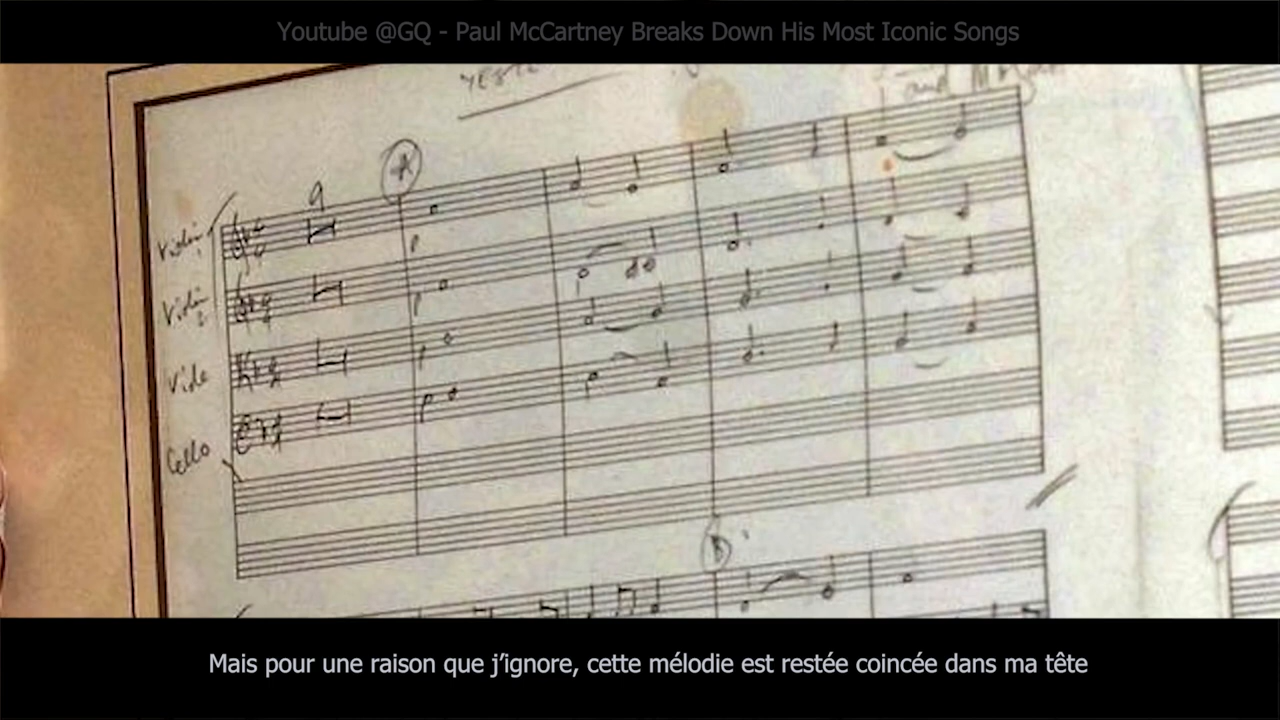 Youtube @GQ - Paul McCartney Breaks Down His Most Iconic Songs
A
9
Violin 1
Violin 2
Cello
B
Mais pour une raison que j’ignore, cette mélodie est restée coincée dans ma tête